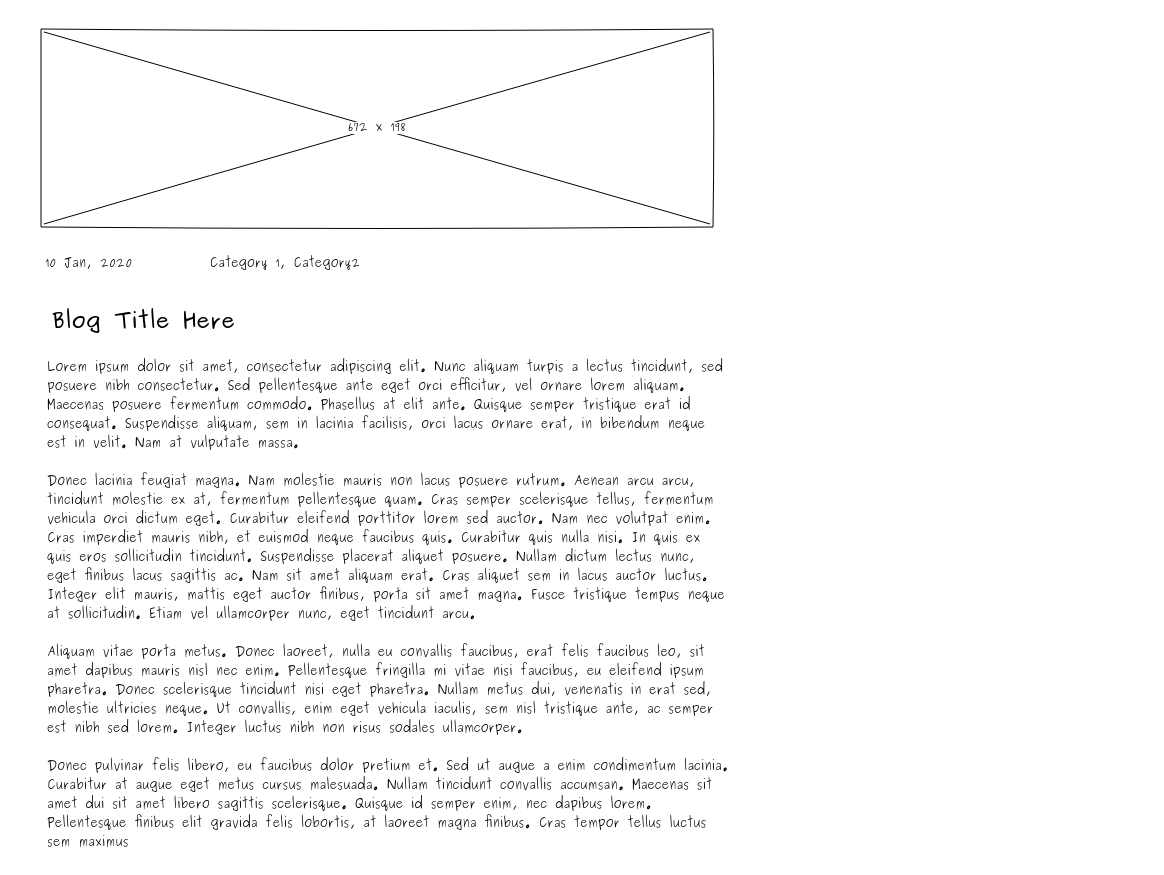 672 x 198
10 Jan, 2020 Category 1, Category2
Blog Title Here
Lorem ipsum dolor sit amet, consectetur adipiscing elit. Nunc aliquam turpis a lectus tincidunt, sed
posuere nibh consectetur. Sed pellentesque ante eget orci efficitur, vel ornare lorem aliquam.
Maecenas posuere fermentum commodo. Phasellus at elit ante. Quisque semper tristique erat id
consequat. Suspendisse aliquam, sem in lacinia facilisis, orci lacus ornare erat, in bibendum neque
est in velit. Nam at vulputate massa.
Donec lacinia feugiat magna. Nam molestie mauris non lacus posuere rutrum. Aenean arcu arcu,
tincidunt molestie ex at, fermentum pellentesque quam. Cras semper scelerisque tellus, fermentum
vehicula orci dictum eget. Curabitur eleifend porttitor lorem sed auctor. Nam nec volutpat enim.
Cras imperdiet mauris nibh, et euismod neque faucibus quis. Curabitur quis nulla nisi. In quis ex
quis eros sollicitudin tincidunt. Suspendisse placerat aliquet posuere. Nullam dictum lectus nunc,
eget finibus lacus sagittis ac. Nam sit amet aliquam erat. Cras aliquet sem in lacus auctor luctus.
Integer elit mauris, mattis eget auctor finibus, porta sit amet magna. Fusce tristique tempus neque
at sollicitudin. Etiam vel ullamcorper nunc, eget tincidunt arcu.
Aliquam vitae porta metus. Donec laoreet, nulla eu convallis faucibus, erat felis faucibus leo, sit
amet dapibus mauris nisl nec enim. Pellentesque fringilla mi vitae nisi faucibus, eu eleifend ipsum
pharetra. Donec scelerisque tincidunt nisi eget pharetra. Nullam metus dui, venenatis in erat sed,
molestie ultricies neque. Ut convallis, enim eget vehicula iaculis, sem nisl tristique ante, ac semper
est nibh sed lorem. Integer luctus nibh non risus sodales ullamcorper.
Donec pulvinar felis libero, eu faucibus dolor pretium et. Sed ut augue a enim condimentum lacinia.
Curabitur at augue eget metus cursus malesuada. Nullam tincidunt convallis accumsan. Maecenas sit
amet dui sit amet libero sagittis scelerisque. Quisque id semper enim, nec dapibus lorem.
Pellentesque finibus elit gravida felis lobortis, at laoreet magna finibus. Cras tempor tellus luctus
sem maximus